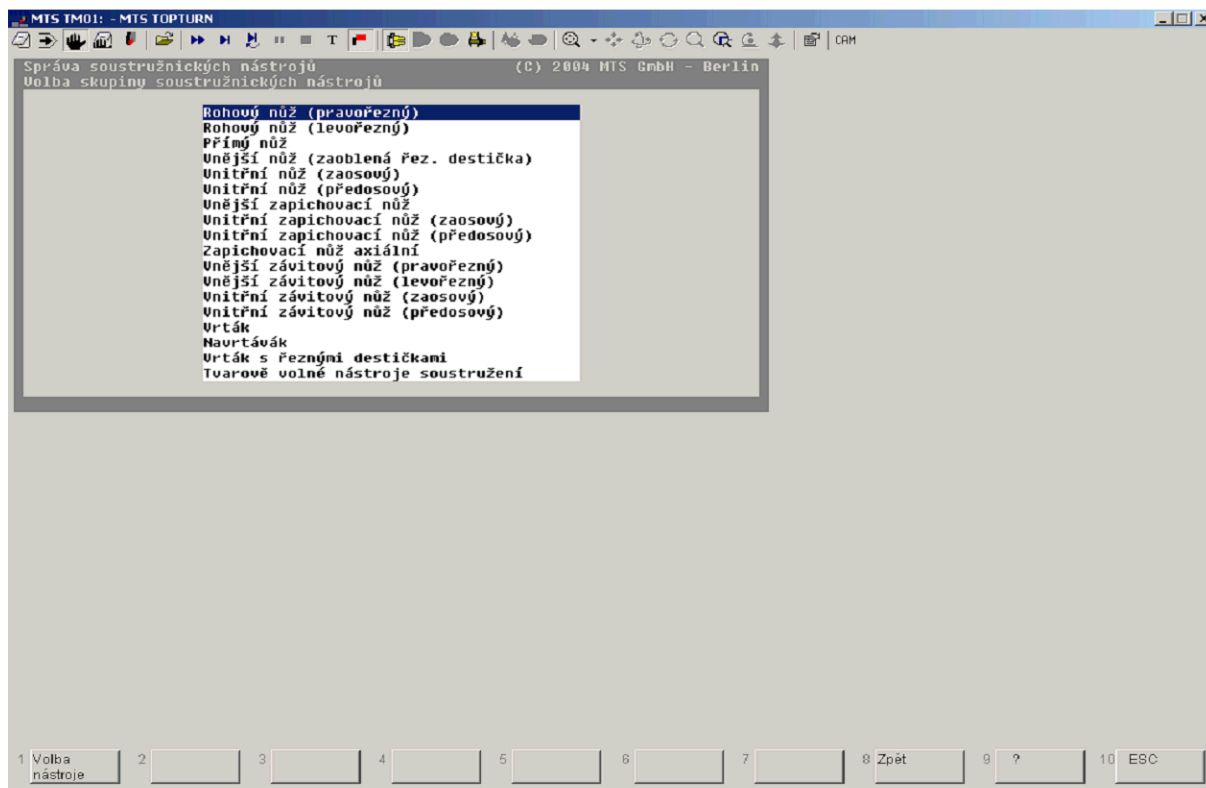 MTS TM01: - MTS TOPTURN
T CAM
Správa soustružnických nástrojů (C) 2004 MTS GmbH - Berlin
Volba skupiny soustružnických nástrojů
Rohový nůž (pravořezný)
Rohový nůž (levořezný)
Přímý nůž
Vnější nůž (zaoblená řez. destička)
Vnitřní nůž (zaosový)
Vnitřní nůž (předosový)
Vnější zapichovací nůž
Vnitřní zapichovací nůž (zaosový)
Vnitřní zapichovací nůž (předosový)
Zapichovací nůž axiální
Vnější závitový nůž (pravořezný)
Vnější závitový nůž (levořezný)
Vnitřní závitový nůž (zaosový)
Vnitřní závitový nůž (předosový)
Vrták
Navrtávák
Vrták s řeznými destičkami
Tvarově volné nástroje soustružení
1 Volba nástroje 2 3 4 5 6 7 8 Zpět 9 ? 10 ESC